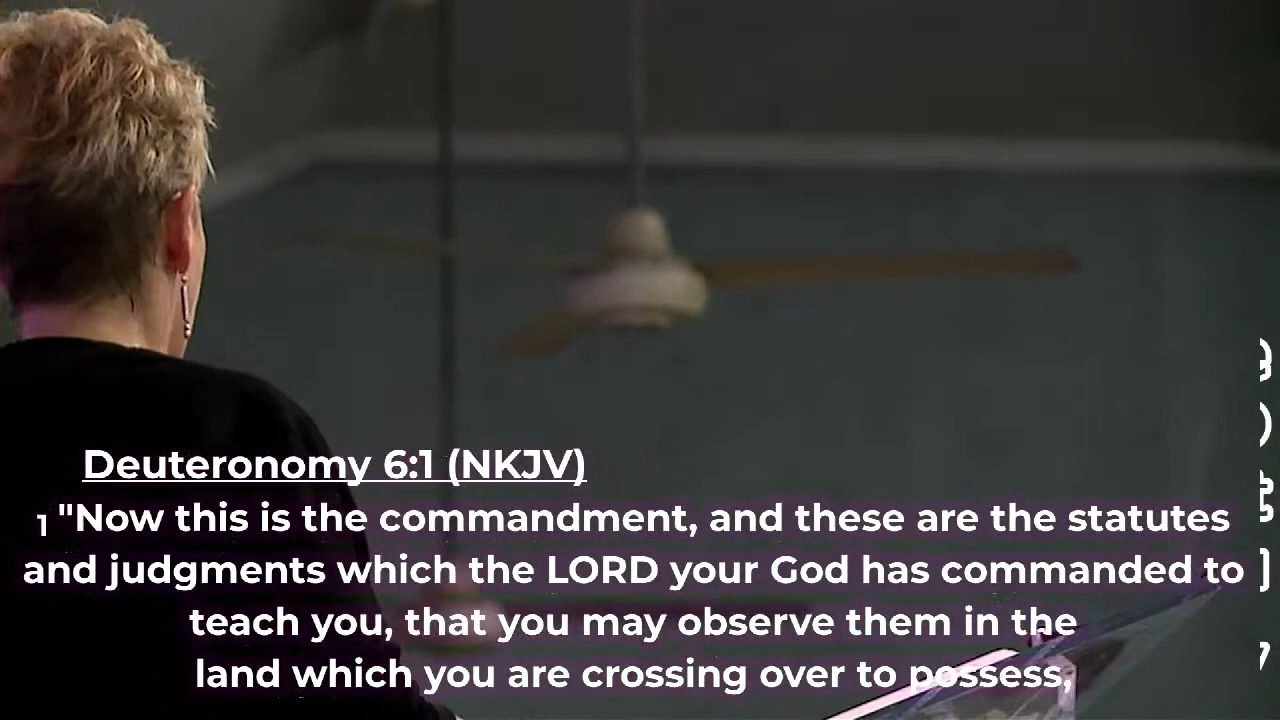 Deuteronomy 6:1 (NKJV)
1 "Now this is the commandment, and these are the statutes
and judgments which the LORD your God has commanded to
teach you, that you may observe them in the
land which you are crossing over to possess,